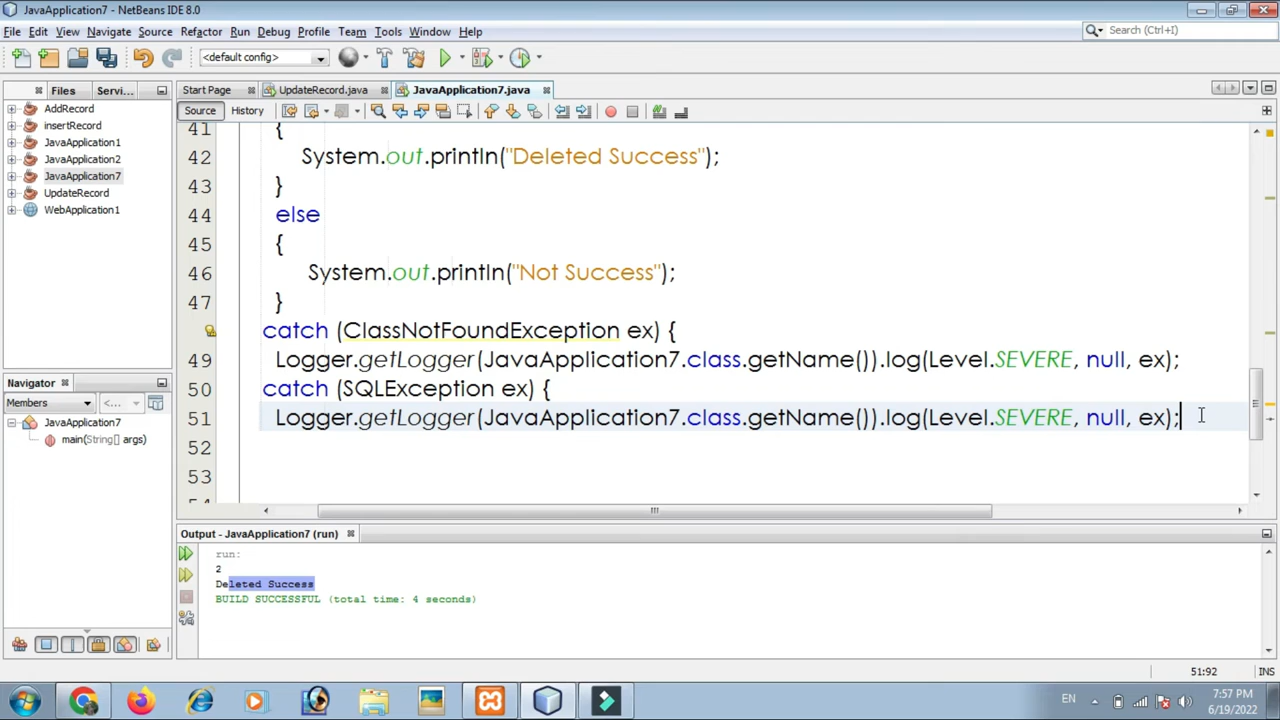 JavaApplication7 - NetBeans IDE 8.0
File Edit View Navigate Source Refactor Run Debug Profile Team Tools Window Help
Search (Ctrl+I)
<default config>
Files Servi...
Start Page UpdateRecord.java JavaApplication7.java
Source History
AddRecord
insertRecord
JavaApplication1
JavaApplication2
JavaApplication7
UpdateRecord
WebApplication1
41 {
42 System.out.println("Deleted Success");
43 }
44 else
45 {
46 System.out.println("Not Success");
47 }
catch (ClassNotFoundException ex) {
49 Logger.getLogger(JavaApplication7.class.getName()).log(Level.SEVERE, null, ex);
50 catch (SQLException ex) {
51 Logger.getLogger(JavaApplication7.class.getName()).log(Level.SEVERE, null, ex);
52
53
Navigator
Members <...
JavaApplication7
main(String[] args)
Output - JavaApplication7 (run)
run:
2
Deleted Success
BUILD SUCCESSFUL (total time: 4 seconds)
51:92 INS
EN
7:57 PM
6/19/2022